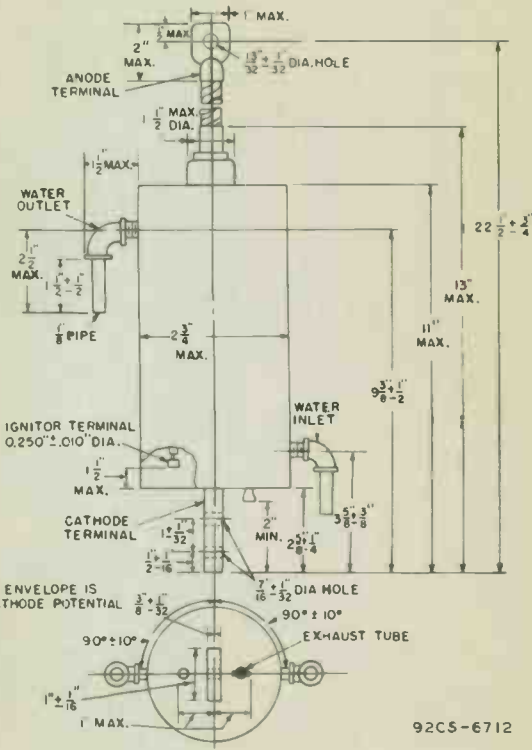 1" MAX.
1/2" MAX.
2" MAX.
13/32" ± 1/32" DIA. HOLE
ANODE TERMINAL
1 1/2" MAX. DIA.
1 1/2" MAX.
WATER OUTLET
22 1/2" ±
2 1/2" MAX.
1 1/2" ± 1/2"
13" MAX.
1/8" PIPE
11" MAX.
2 3/4" MAX.
9 3/8" ± 1/2"
WATER INLET
IGNITOR TERMINAL
0.250" ± .010" DIA.
1 1/2" MAX.
CATHODE TERMINAL
2" MIN.
2 5/8" ± 1/4"
3 5/8" ± 3/8"
1" ± 1/32"
1/2" ± 1/16"
7/16" ± 1/32" DIA HOLE
ENVELOPE IS
THODE POTENTIAL
3/8" ± 1/32"
90° ± 10°
90° ± 10°
EXHAUST TUBE
1" ± 1/16"
1" MAX.
92CS-6712